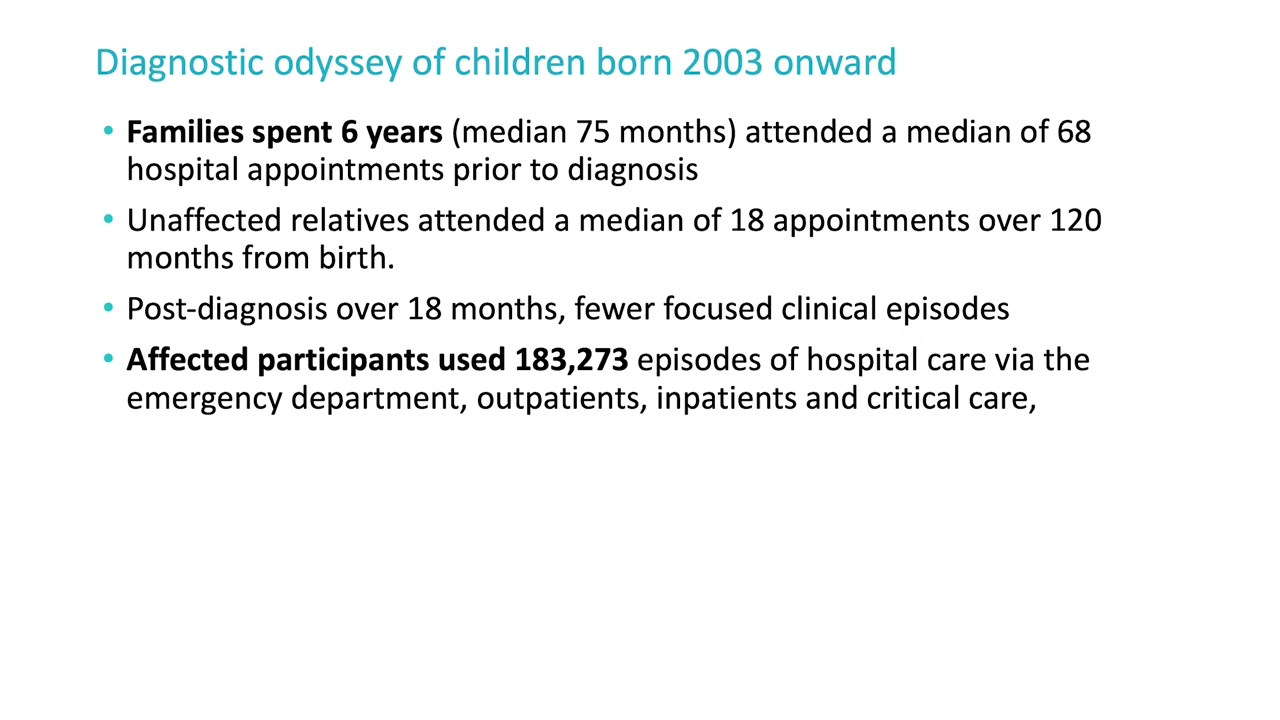 Diagnostic odyssey of children born 2003 onward
• Families spent 6 years (median 75 months) attended a median of 68
hospital appointments prior to diagnosis
• Unaffected relatives attended a median of 18 appointments over 120
months from birth.
• Post-diagnosis over 18 months, fewer focused clinical episodes
• Affected participants used 183,273 episodes of hospital care via the
emergency department, outpatients, inpatients and critical care,